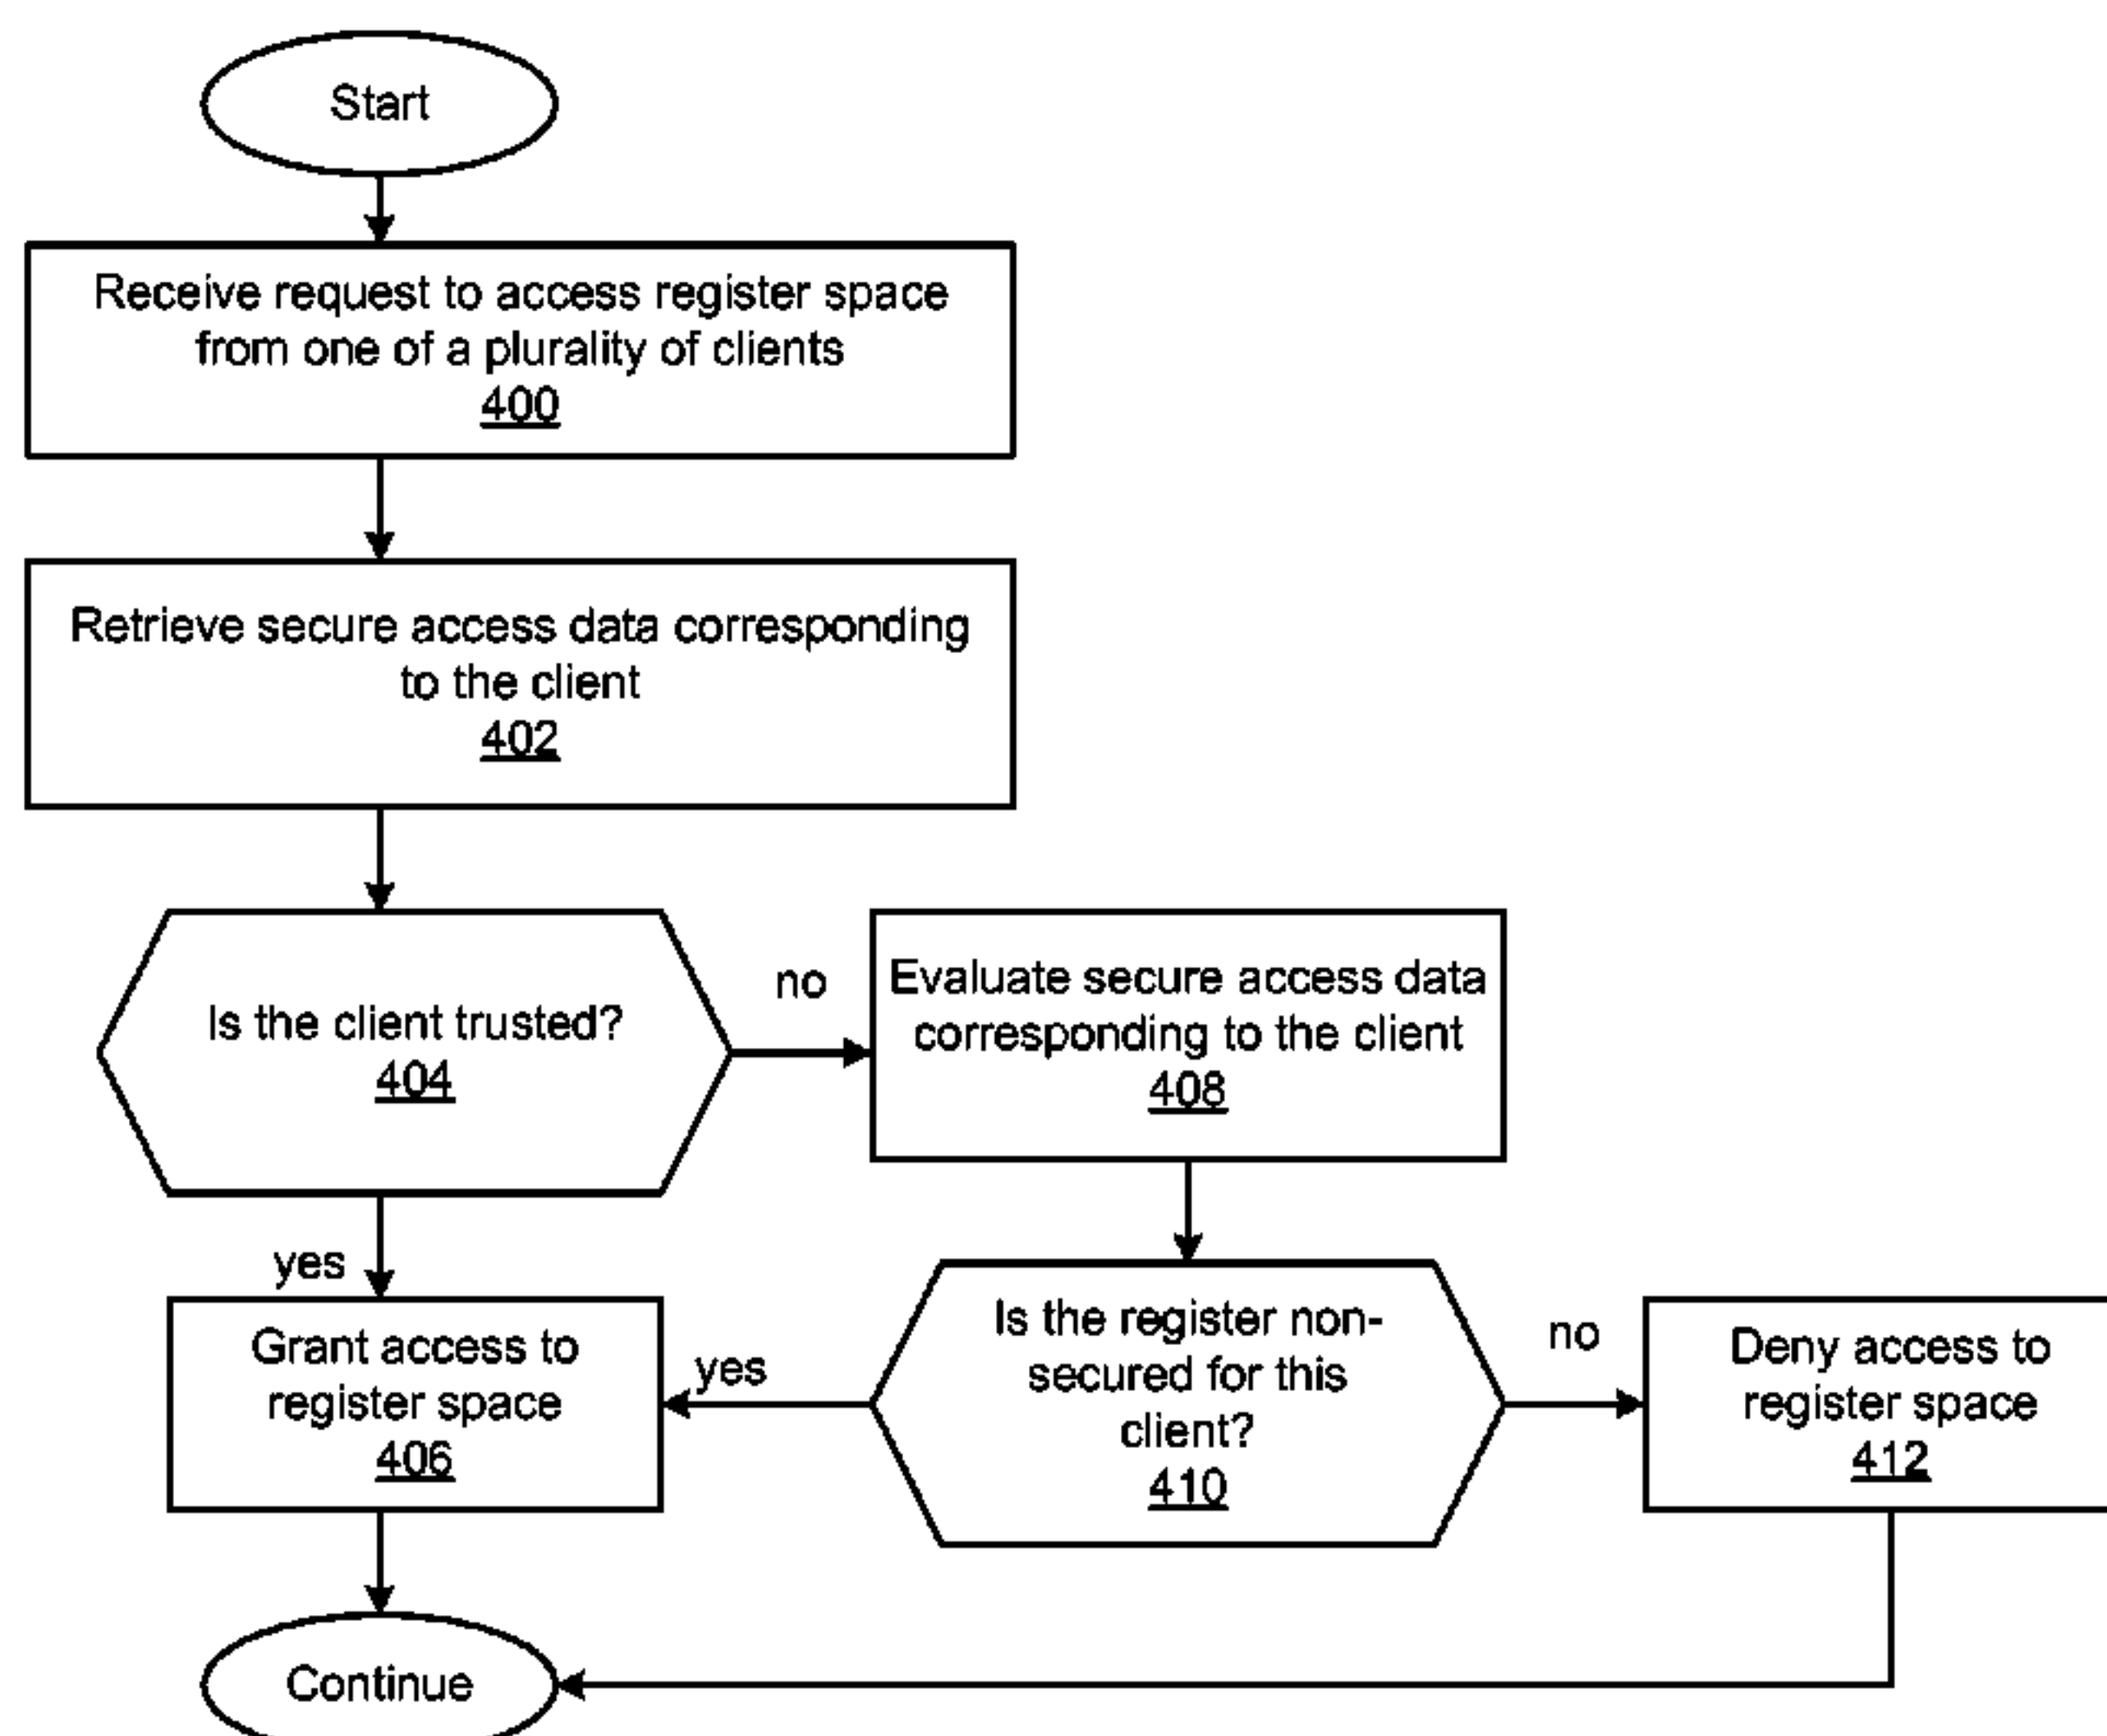 Start
Receive request to access register space
from one of a plurality of clients
400
Retrieve secure access data corresponding
to the client
402
Is the client trusted?
404
no
Evaluate secure access data
corresponding to the client
408
yes
Grant access to
register space
406
yes
Is the register non-
secured for this
client?
410
no
Deny access to
register space
412
Continue